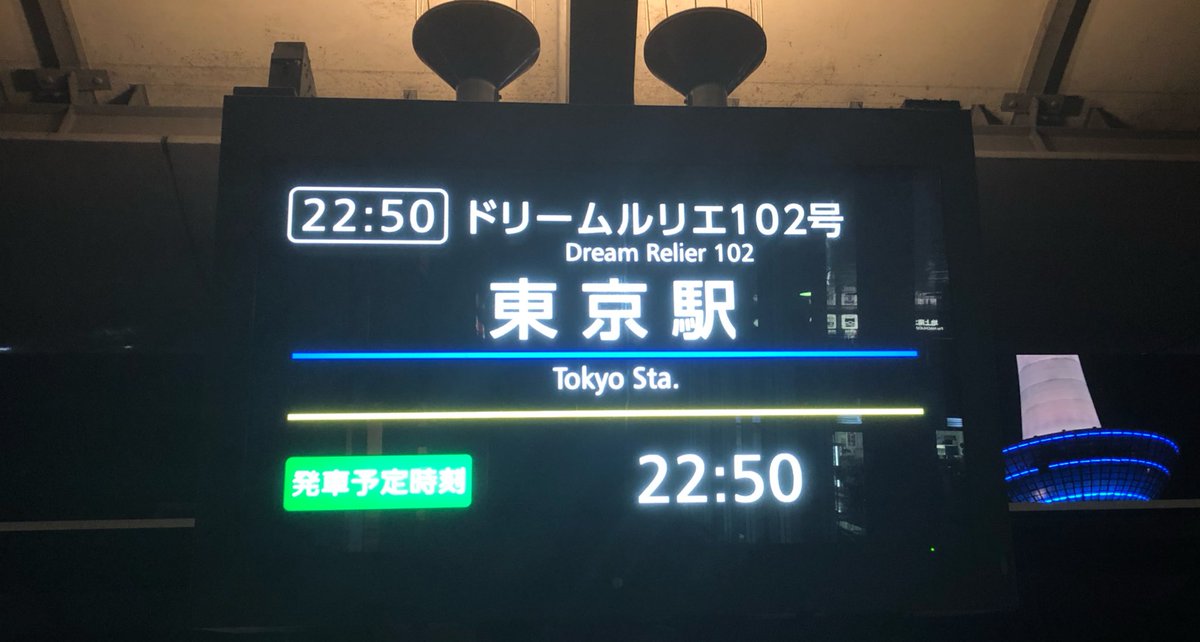 22:50 ドリームルリエ102号
Dream Relier 102
東京駅
Tokyo Sta.
発車予定時刻 22:50